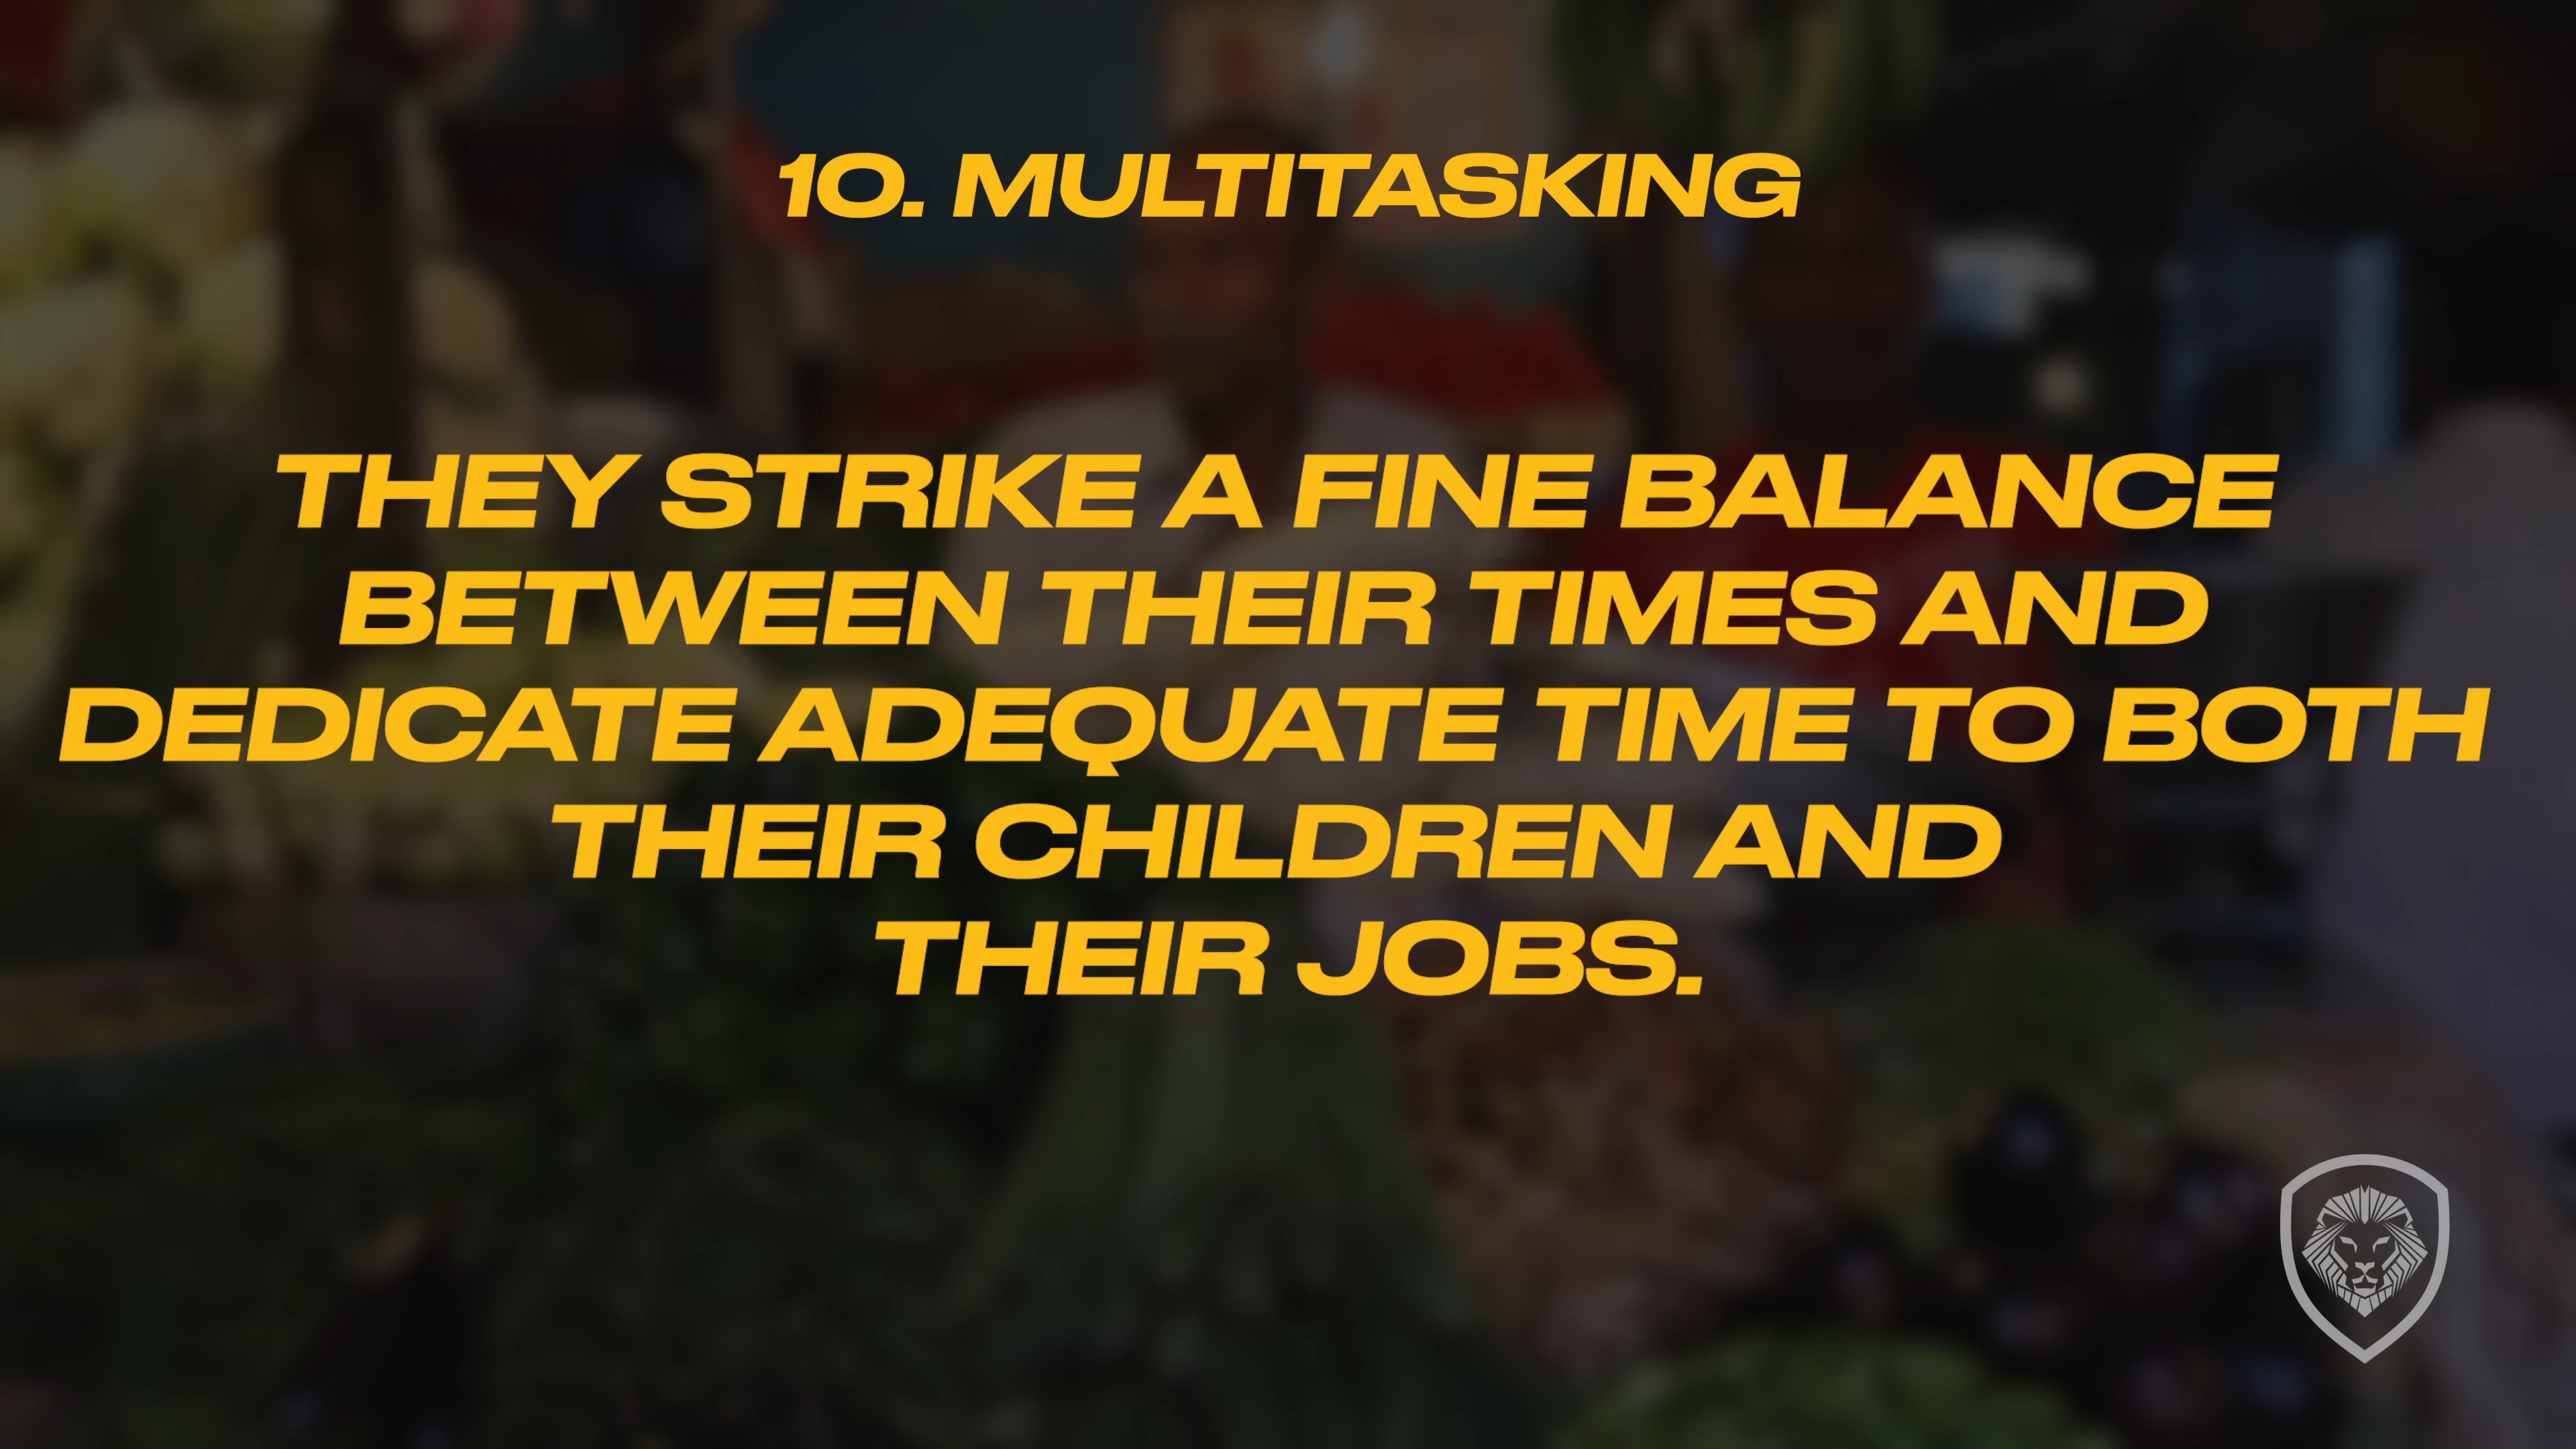 10. MULTITASKING
THEY STRIKE A FINE BALANCE
BETWEEN THEIR TIMES AND
DEDICATE ADEQUATE TIME TO BOTH
THEIR CHILDREN AND
THEIR JOBS.